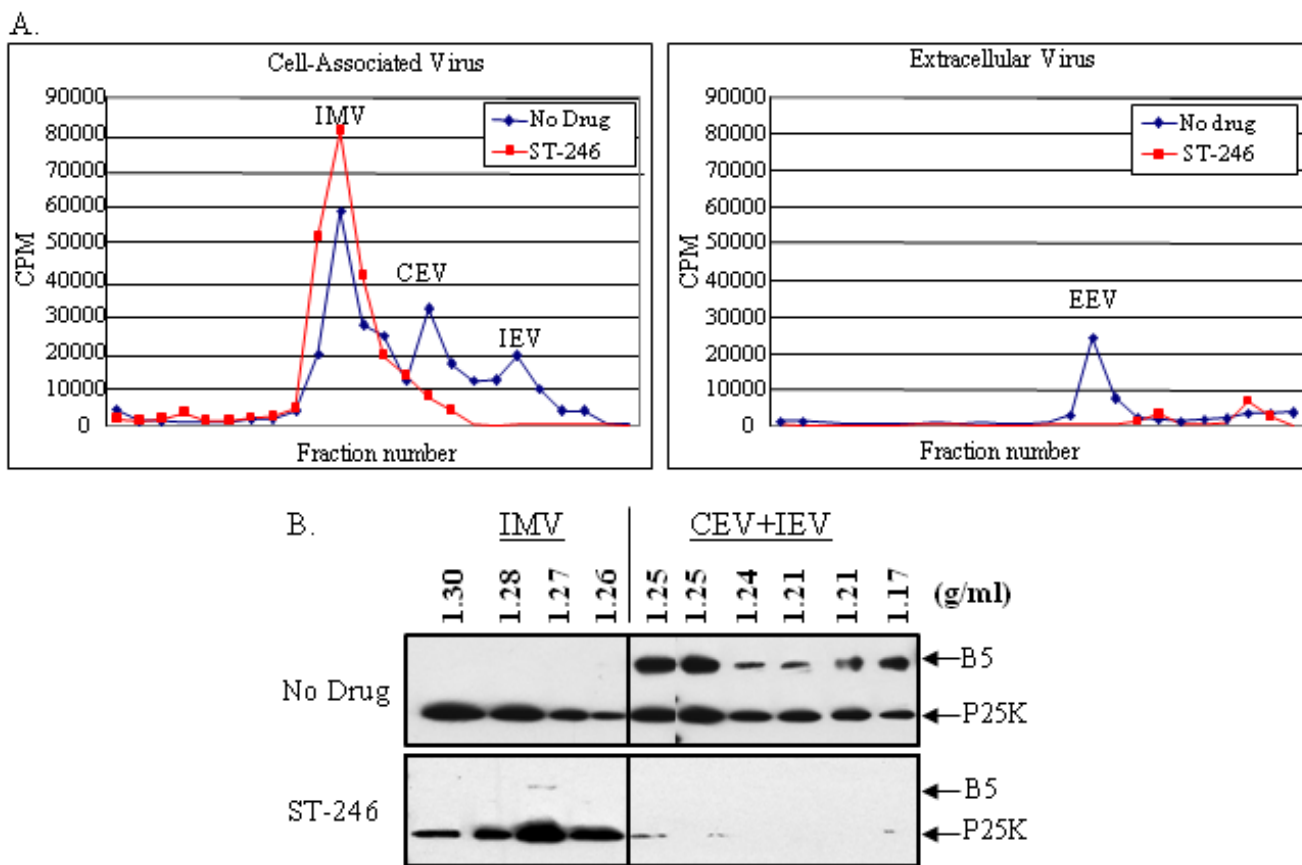 A.
Cell-Associated Virus
90000
80000
70000
60000
50000
40000
30000
20000
10000
0
CPM
IMV
CEV
IEV
No Drug
ST-246
Fraction number
Extracellular Virus
90000
80000
70000
60000
50000
40000
30000
20000
10000
0
CPM
EEV
No drug
ST-246
Fraction number
B.
IMV
CEV+IEV
1.30 1.28 1.27 1.26 1.25 1.25 1.24 1.21 1.21 1.17 (g/ml)
No Drug
B5
P25K
ST-246
B5
P25K